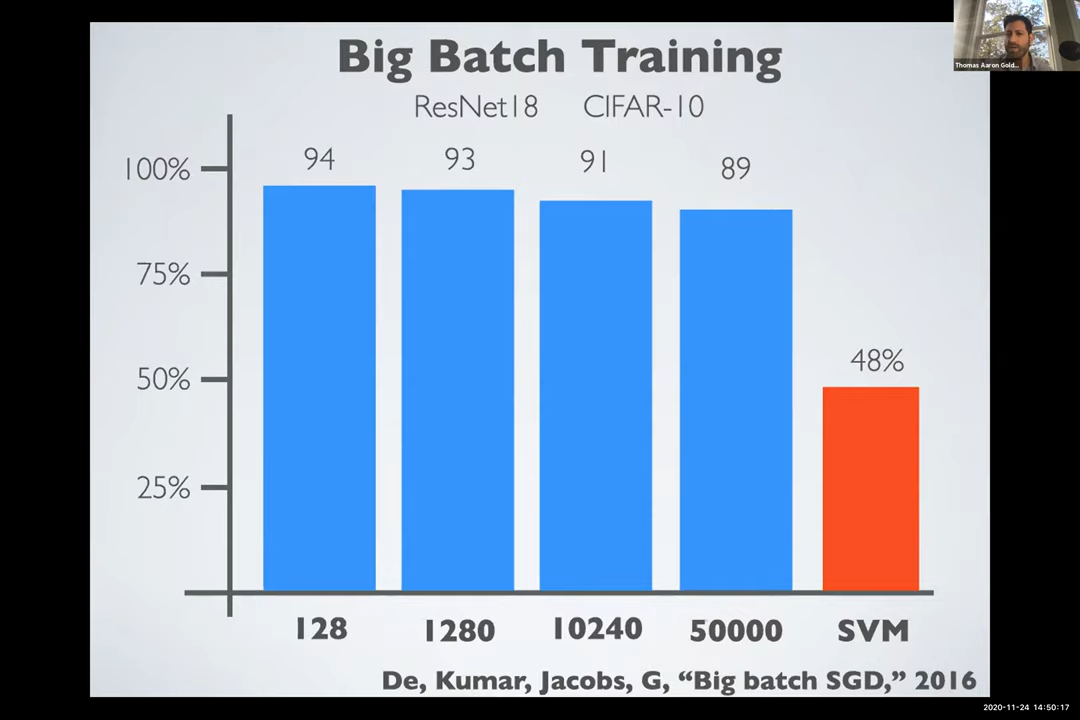 Big Batch Training
ResNet18 CIFAR-10
Thomas Aaron Gold...
94 93 91 89
100%
75%
48%
50%
25%
128 1280 10240 50000 SVM
De, Kumar, Jacobs, G, “Big batch SGD,” 2016
2020-11-24 14:50:17